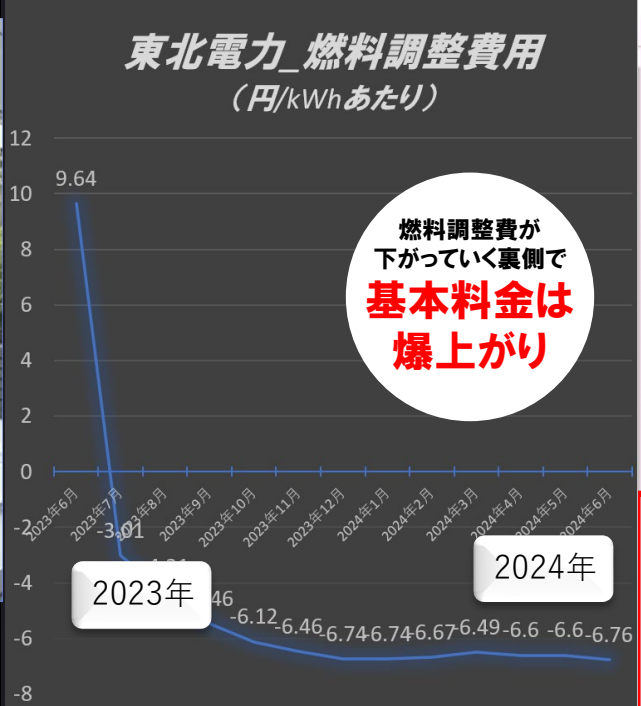 東北電力_燃料調整費用
（円/kWhあたり）
12
10
8
6
4
2
0
-2
-4
-6
-8
9.64
-3.01
-6.12
-6.46
-6.74
-6.74
-6.67
-6.49
-6.6
-6.6
-6.76
燃料調整費が
下がっていく裏側で
基本料金は
爆上がり
2023年6月
2023年7月
2023年8月
2023年9月
2023年10月
2023年11月
2023年12月
2024年1月
2024年2月
2024年3月
2024年4月
2024年5月
2024年6月
2023年
2024年